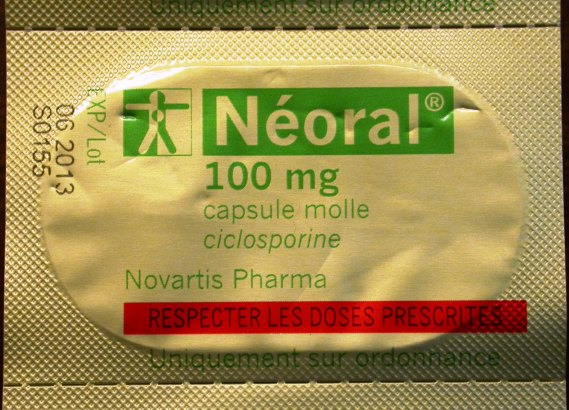 Uniquement sur ordonnance
EXP/Lot
06 2013
S0155
Néoral®
100 mg
capsule molle
ciclosporine
Novartis Pharma
RESPECTER LES DOSES PRESCRITES
Uniquement sur ordonnance